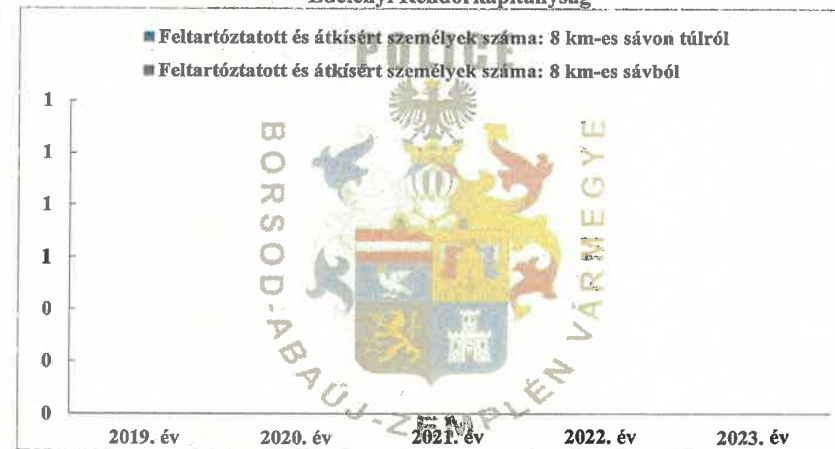 Edelényi Rendőrkapitányság
POLICE
Feltartóztatott és átkísért személyek száma: 8 km-es sávon túlról
Feltartóztatott és átkísért személyek száma: 8 km-es sávból
BORSOD-ABAÚJ-ZEMPLÉN VÁRMEGYE
1
1
1
1
0
0
0
2019. év
2020. év
2021. év
2022. év
2023. év